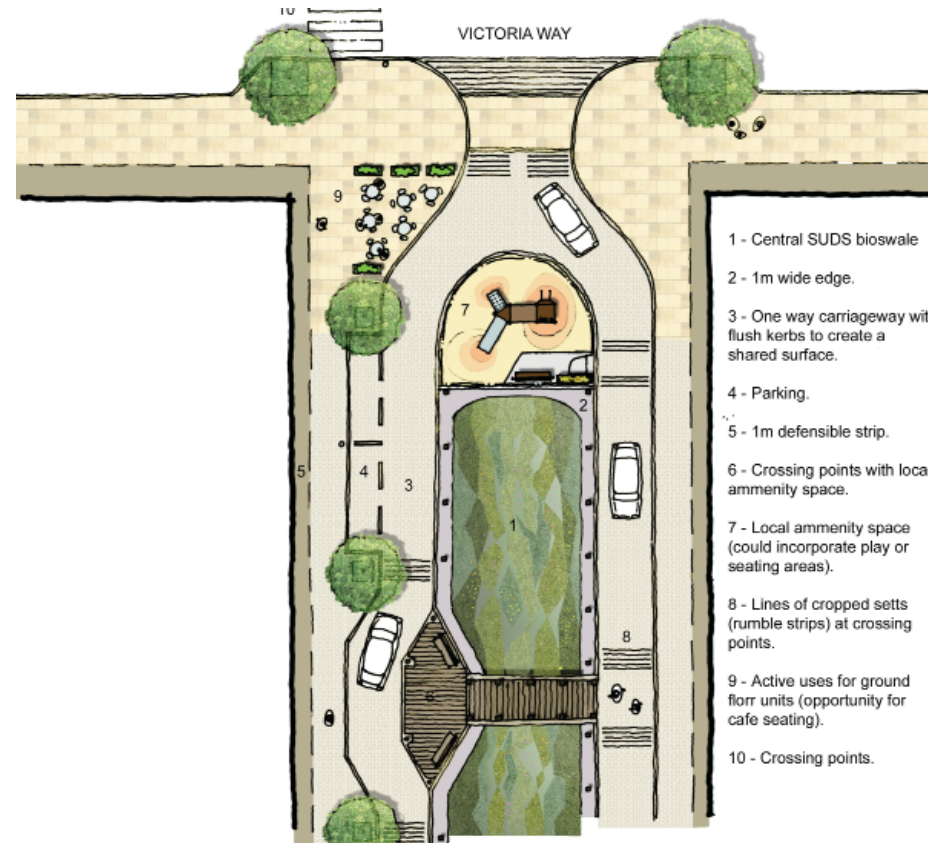 10
VICTORIA WAY
9
7
2
5
4
3
1
8
6
1 - Central SUDS bioswale
2 - 1m wide edge.
3 - One way carriageway wit
flush kerbs to create a
shared surface.
4 - Parking.
5 - 1m defensible strip.
6 - Crossing points with loca
ammenity space.
7 - Local ammenity space
(could incorporate play or
seating areas).
8 - Lines of cropped setts
(rumble strips) at crossing
points.
9 - Active uses for ground
florr units (opportunity for
cafe seating).
10 - Crossing points.